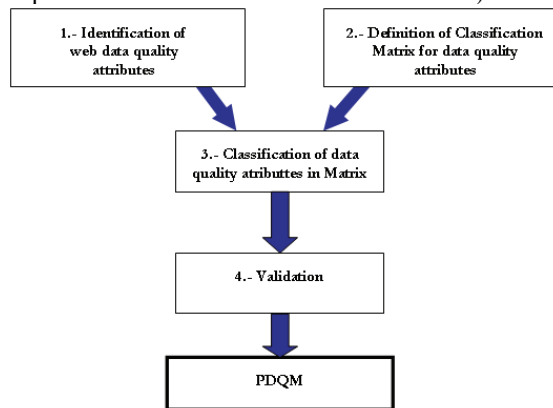 1.- Identification of
web data quality
attributes
2.- Definition of Classification
Matrix for data quality
attributes
3.- Classification of data
quality atributtes in Matrix
4.- Validation
PDQM